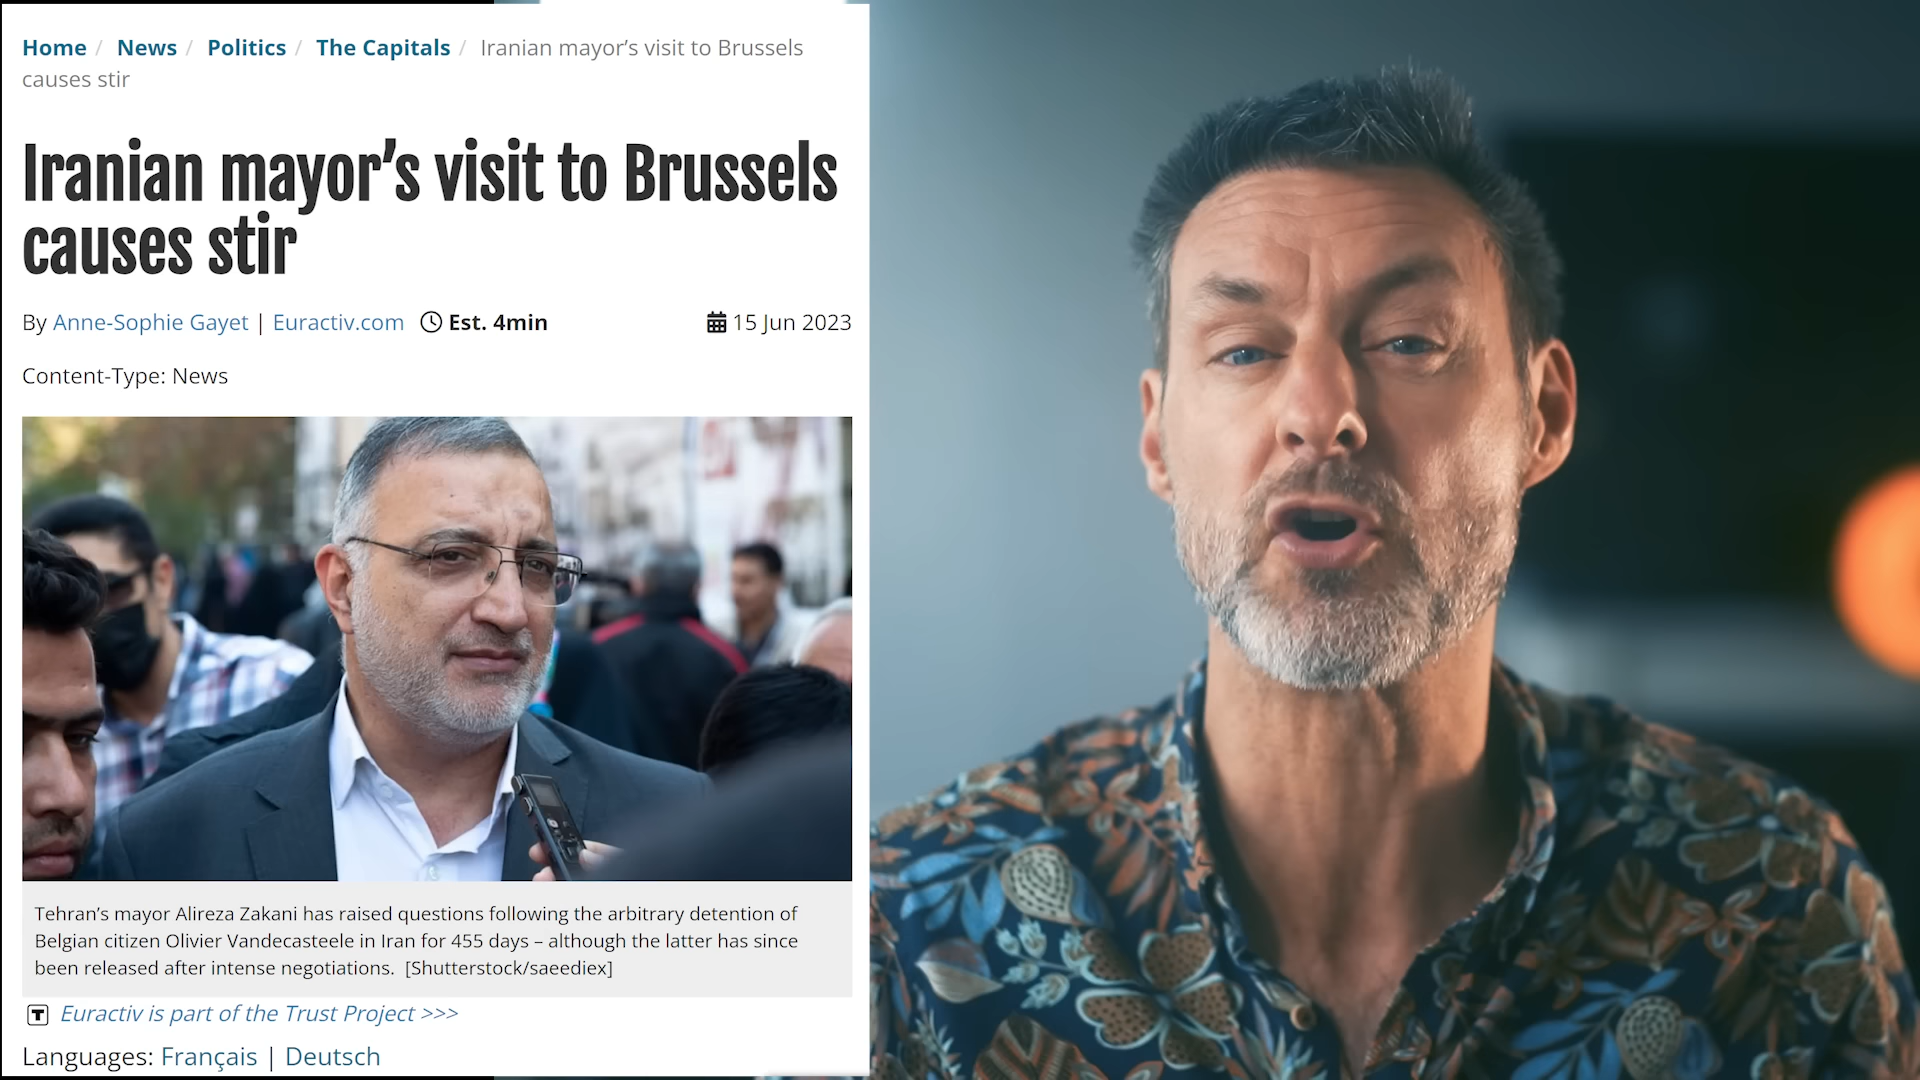 Home / News / Politics / The Capitals / Iranian mayor’s visit to Brussels
causes stir
Iranian mayor’s visit to Brussels
causes stir
By Anne-Sophie Gayet | Euractiv.com Est. 4min 15 Jun 2023
Content-Type: News
Tehran’s mayor Alireza Zakani has raised questions following the arbitrary detention of
Belgian citizen Olivier Vandecasteele in Iran for 455 days – although the latter has since
been released after intense negotiations. [Shutterstock/saeediex]
T Euractiv is part of the Trust Project >>>
Languages: Français | Deutsch